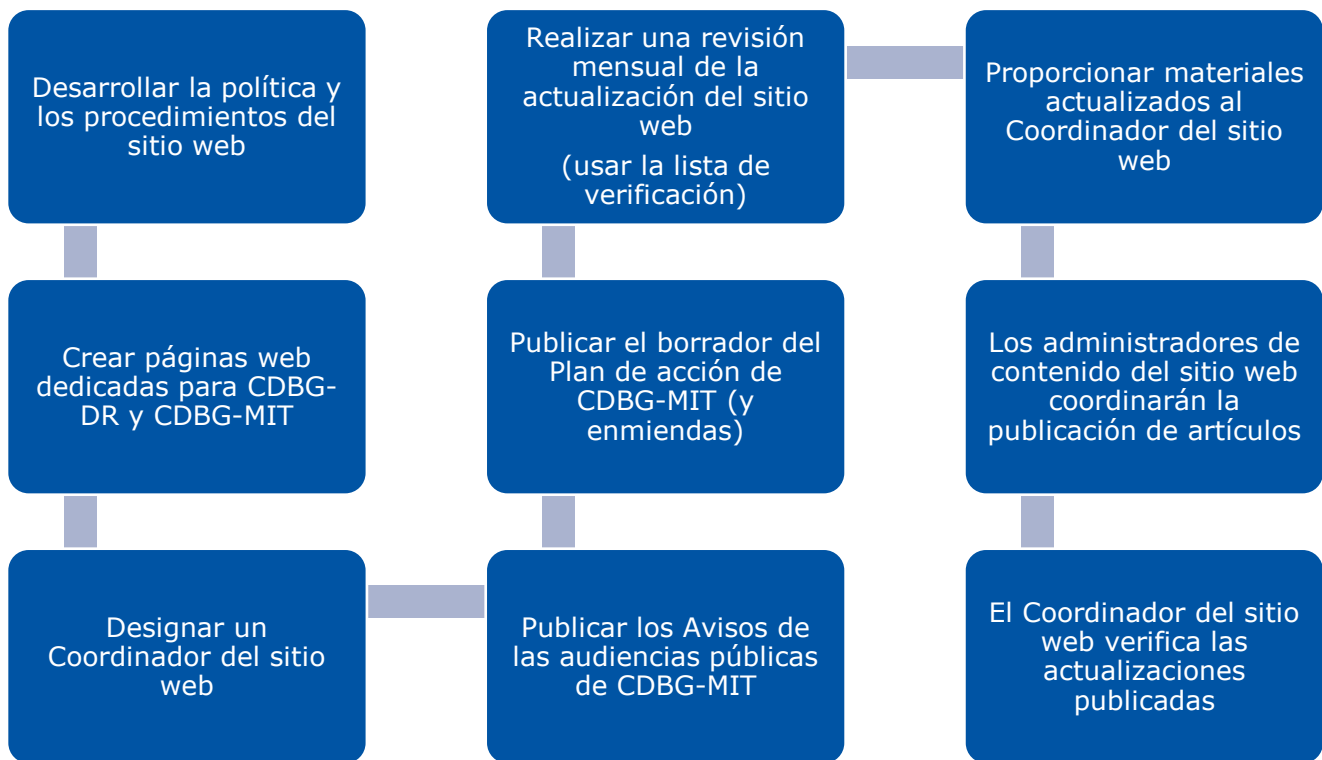 Desarrollar la política y
los procedimientos del
sitio web
Crear páginas web
dedicadas para CDBG-
DR y CDBG-MIT
Designar un
Coordinador del sitio
web
Publicar los Avisos de
las audiencias públicas
de CDBG-MIT
Publicar el borrador del
Plan de acción de
CDBG-MIT (y
enmiendas)
Realizar una revisión
mensual de la
actualización del sitio
web
(usar la lista de
verificación)
Proporcionar materiales
actualizados al
Coordinador del sitio
web
Los administradores de
contenido del sitio web
coordinarán la
publicación de artículos
El Coordinador del sitio
web verifica las
actualizaciones
publicadas